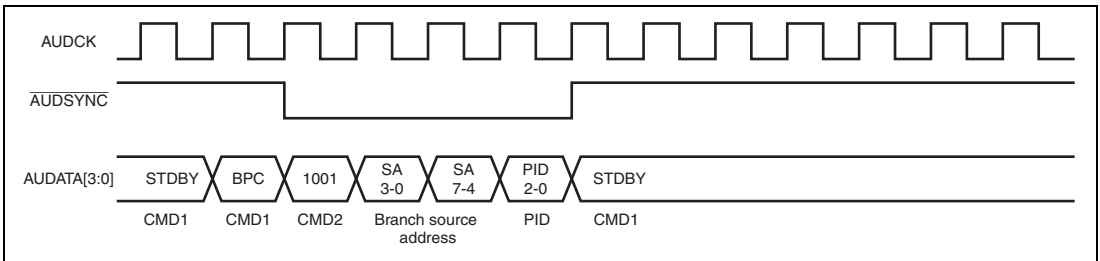 AUDCK
AUDSYNC
AUDATA[3:0]
STDBY
BPC
1001
SA
3-0
SA
7-4
PID
2-0
STDBY
CMD1
CMD1
CMD2
Branch source
address
PID
CMD1